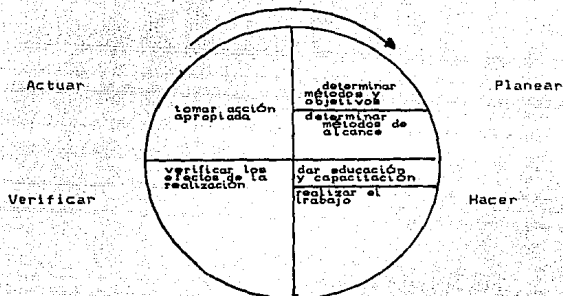 Actuar
Planear
determinar
métodos y
objetivos
tomar acción
apropiada
determinar
métodos de
alcance
verificar los
efectos de la
realización
dar educación
y capacitación
realizar el
trabajo
Verificar
Hacer